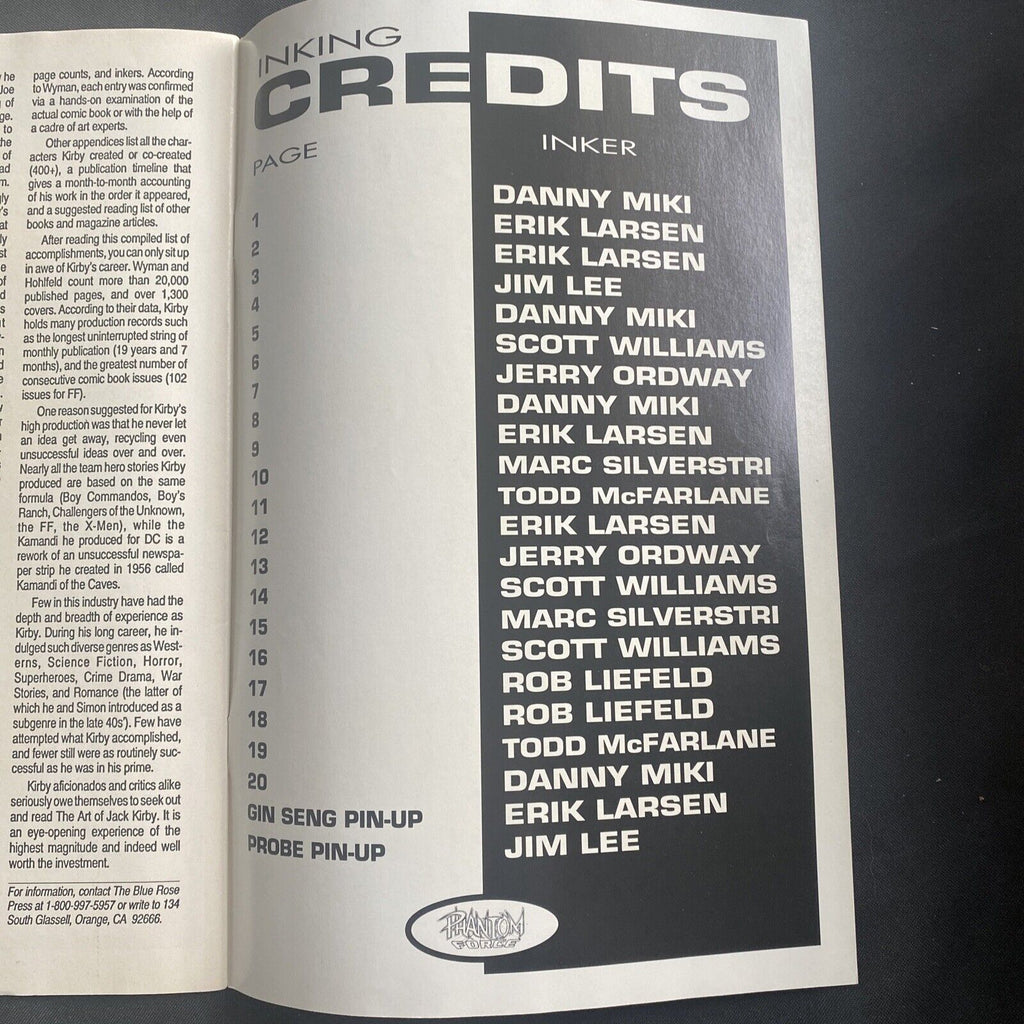 he
Joe
of
ge.
to
he
of
ad
m.
ly
's
at
ly
st
e
of
d
s
t
r-
n
d
e
.
page counts, and inkers. According
to Wyman, each entry was confirmed
via a hands-on examination of the
actual comic book or with the help of
a cadre of art experts.
Other appendices list all the char-
acters Kirby created or co-created
(400+), a publication timeline that
gives a month-to-month accounting
of his work in the order it appeared,
and a suggested reading list of other
books and magazine articles.
After reading this compiled list of
accomplishments, you can only sit up
in awe of Kirby's career. Wyman and
Hohlfeld count more than 20,000
published pages, and over 1,300
covers. According to their data, Kirby
holds many production records such
as the longest uninterrupted string of
monthly publication (19 years and 7
months), and the greatest number of
consecutive comic book issues (102
issues for FF).
One reason suggested for Kirby's
high production was that he never let
an idea get away, recycling even
unsuccessful ideas over and over.
Nearly all the team hero stories Kirby
produced are based on the same
formula (Boy Commandos, Boy's
Ranch, Challengers of the Unknown,
the FF, the X-Men), while the
Kamandi he produced for DC is a
rework of an unsuccessful newspa-
per strip he created in 1956 called
Kamandi of the Caves.
Few in this industry have had the
depth and breadth of experience as
Kirby. During his long career, he in-
dulged such diverse genres as West-
erns, Science Fiction, Horror,
Superheroes, Crime Drama, War
Stories, and Romance (the latter of
which he and Simon introduced as a
subgenre in the late 40s'). Few have
attempted what Kirby accomplished,
and fewer still were as routinely suc-
cessful as he was in his prime.
Kirby aficionados and critics alike
seriously owe themselves to seek out
and read The Art of Jack Kirby. It is
an eye-opening experience of the
highest magnitude and indeed well
worth the investment.
For information, contact The Blue Rose
Press at 1-800-997-5957 or write to 134
South Glassell, Orange, CA 92666.
INKING
CREDITS
PAGE INKER
1 DANNY MIKI
2 ERIK LARSEN
3 ERIK LARSEN
4 JIM LEE
5 DANNY MIKI
6 SCOTT WILLIAMS
7 JERRY ORDWAY
8 DANNY MIKI
9 ERIK LARSEN
10 MARC SILVERSTRI
11 TODD McFARLANE
12 ERIK LARSEN
13 JERRY ORDWAY
14 SCOTT WILLIAMS
15 MARC SILVERSTRI
16 SCOTT WILLIAMS
17 ROB LIEFELD
18 ROB LIEFELD
19 TODD McFARLANE
20 DANNY MIKI
GIN SENG PIN-UP ERIK LARSEN
PROBE PIN-UP JIM LEE
PHANTOM
FORCE